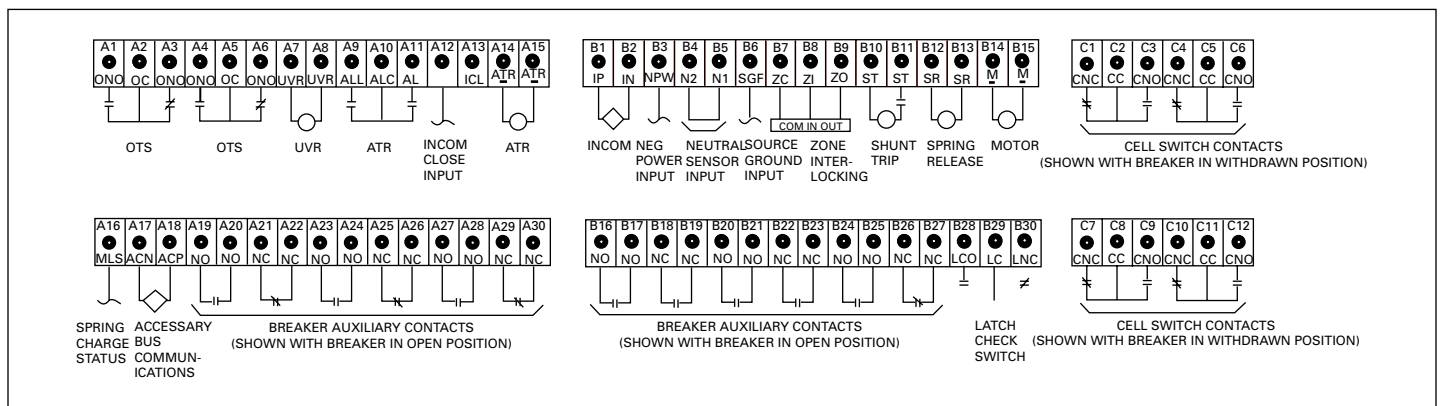 A1 A2 A3 A4 A5 A6 A7 A8 A9 A10 A11 A12 A13 A14 A15
ONO OC ONO ONO OC ONO UVR UVR ALL ALC AL ICL ATR ATR
OTS OTS UVR ATR INCOM CLOSE INPUT ATR
B1 B2 B3 B4 B5 B6 B7 B8 B9 B10 B11 B12 B13 B14 B15
IP IN NPW N2 N1 SGF ZC ZI ZO ST ST SR SR M M
COM IN OUT
INCOM NEG NEUTRAL SOURCE ZONE SHUNT SPRING MOTOR
POWER SENSOR GROUND INTER- TRIP RELEASE
INPUT INPUT INPUT LOCKING
C1 C2 C3 C4 C5 C6
CNC CC CNO CNC CC CNO
CELL SWITCH CONTACTS
(SHOWN WITH BREAKER IN WITHDRAWN POSITION)
A16 A17 A18 A19 A20 A21 A22 A23 A24 A25 A26 A27 A28 A29 A30
MLS ACN ACP NO NO NC NC NO NO NC NC NO NO NC NC
SPRING ACCESSARY
CHARGE BUS
STATUS COMMUN-
ICATIONS
BREAKER AUXILIARY CONTACTS
(SHOWN WITH BREAKER IN OPEN POSITION)
B16 B17 B18 B19 B20 B21 B22 B23 B24 B25 B26 B27 B28 B29 B30
NO NO NC NC NO NO NC NO NO NO NC NC LCO LC LNC
BREAKER AUXILIARY CONTACTS
(SHOWN WITH BREAKER IN OPEN POSITION)
LATCH
CHECK
SWITCH
C7 C8 C9 C10 C11 C12
CNC CC CNO CNC CC CNO
CELL SWITCH CONTACTS
(SHOWN WITH BREAKER IN WITHDRAWN POSITION)